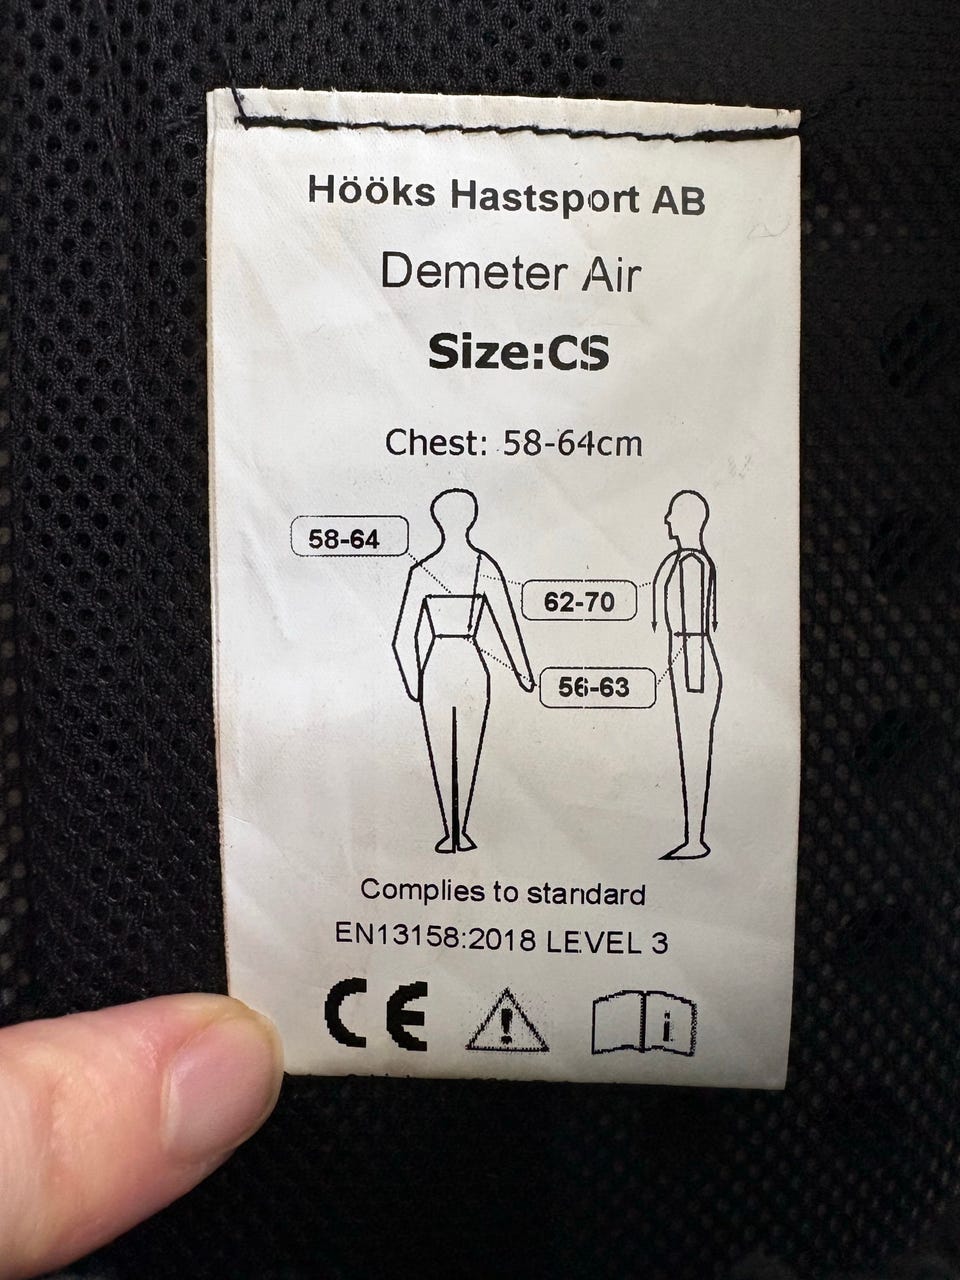 Hööks Hastsport AB
Demeter Air
Size:CS
Chest: 58-64cm
58-64
62-70
56-63
Complies to standard
EN13158:2018 LEVEL 3
CE